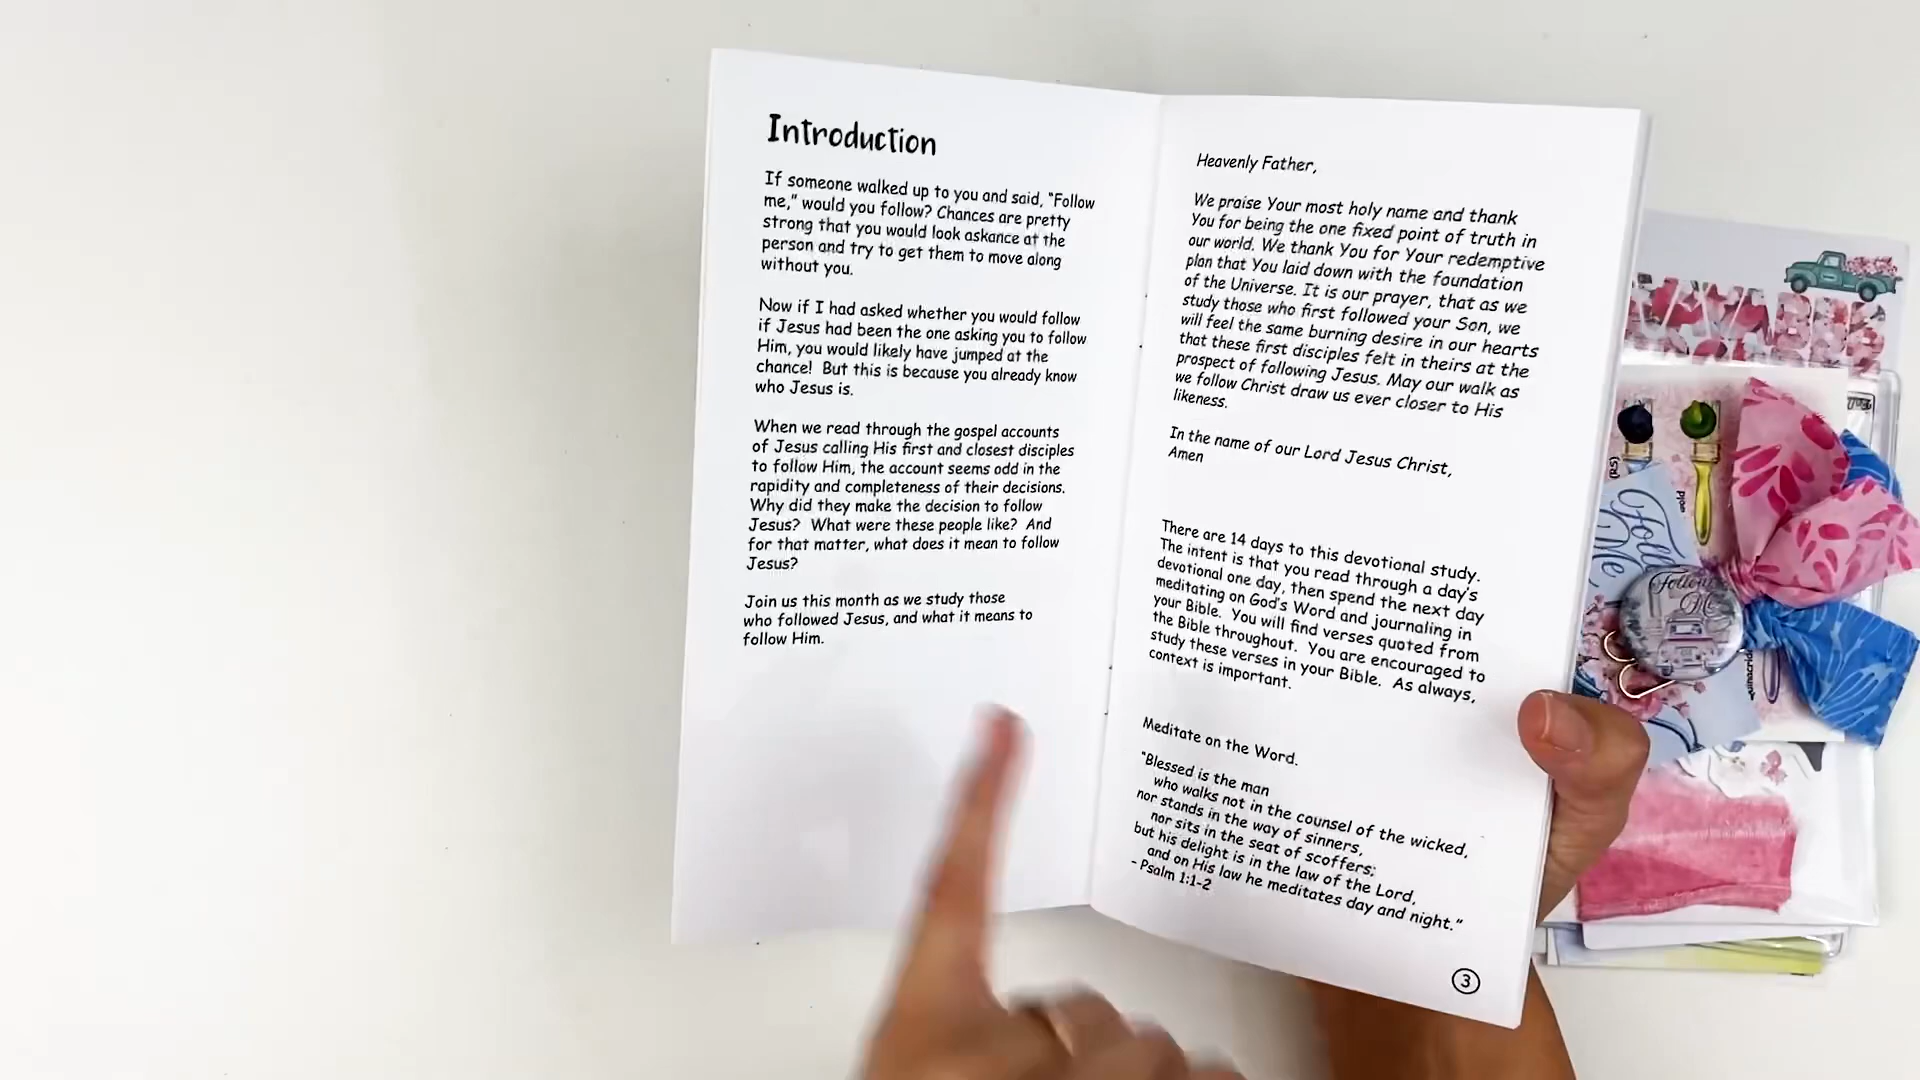 Introduction
If someone walked up to you and said, “Follow
me,” would you follow? Chances are pretty
strong that you would look askance at the
person and try to get them to move along
without you.
Now if I had asked whether you would follow
if Jesus had been the one asking you to follow
Him, you would likely have jumped at the
chance!  But this is because you already know
who Jesus is.
When we read through the gospel accounts
of Jesus calling His first and closest disciples
to follow Him, the account seems odd in the
rapidity and completeness of their decisions.
Why did they make the decision to follow
Jesus?  What were these people like?  And
for that matter, what does it mean to follow
Jesus?
Join us this month as we study those
who followed Jesus, and what it means to
follow Him.
Heavenly Father,
We praise Your most holy name and thank
You for being the one fixed point of truth in
our world. We thank You for Your redemptive
plan that You laid down with the foundation
of the Universe. It is our prayer, that as we
study those who first followed your Son, we
will feel the same burning desire in our hearts
that these first disciples felt in theirs at the
prospect of following Jesus. May our walk as
we follow Christ draw us ever closer to His
likeness.
In the name of our Lord Jesus Christ,
Amen
There are 14 days to this devotional study.
The intent is that you read through a day’s
devotional one day, then spend the next day
meditating on God’s Word and journaling in
your Bible.  You will find verses quoted from
the Bible throughout.  You are encouraged to
study these verses in your Bible.  As always,
context is important.
Meditate on the Word.
“Blessed is the man
who walks not in the counsel of the wicked,
nor stands in the way of sinners,
nor sits in the seat of scoffers;
but his delight is in the law of the Lord,
and on His law he meditates day and night.”
- Psalm 1:1-2
3
Follow
Me
Follow
Me